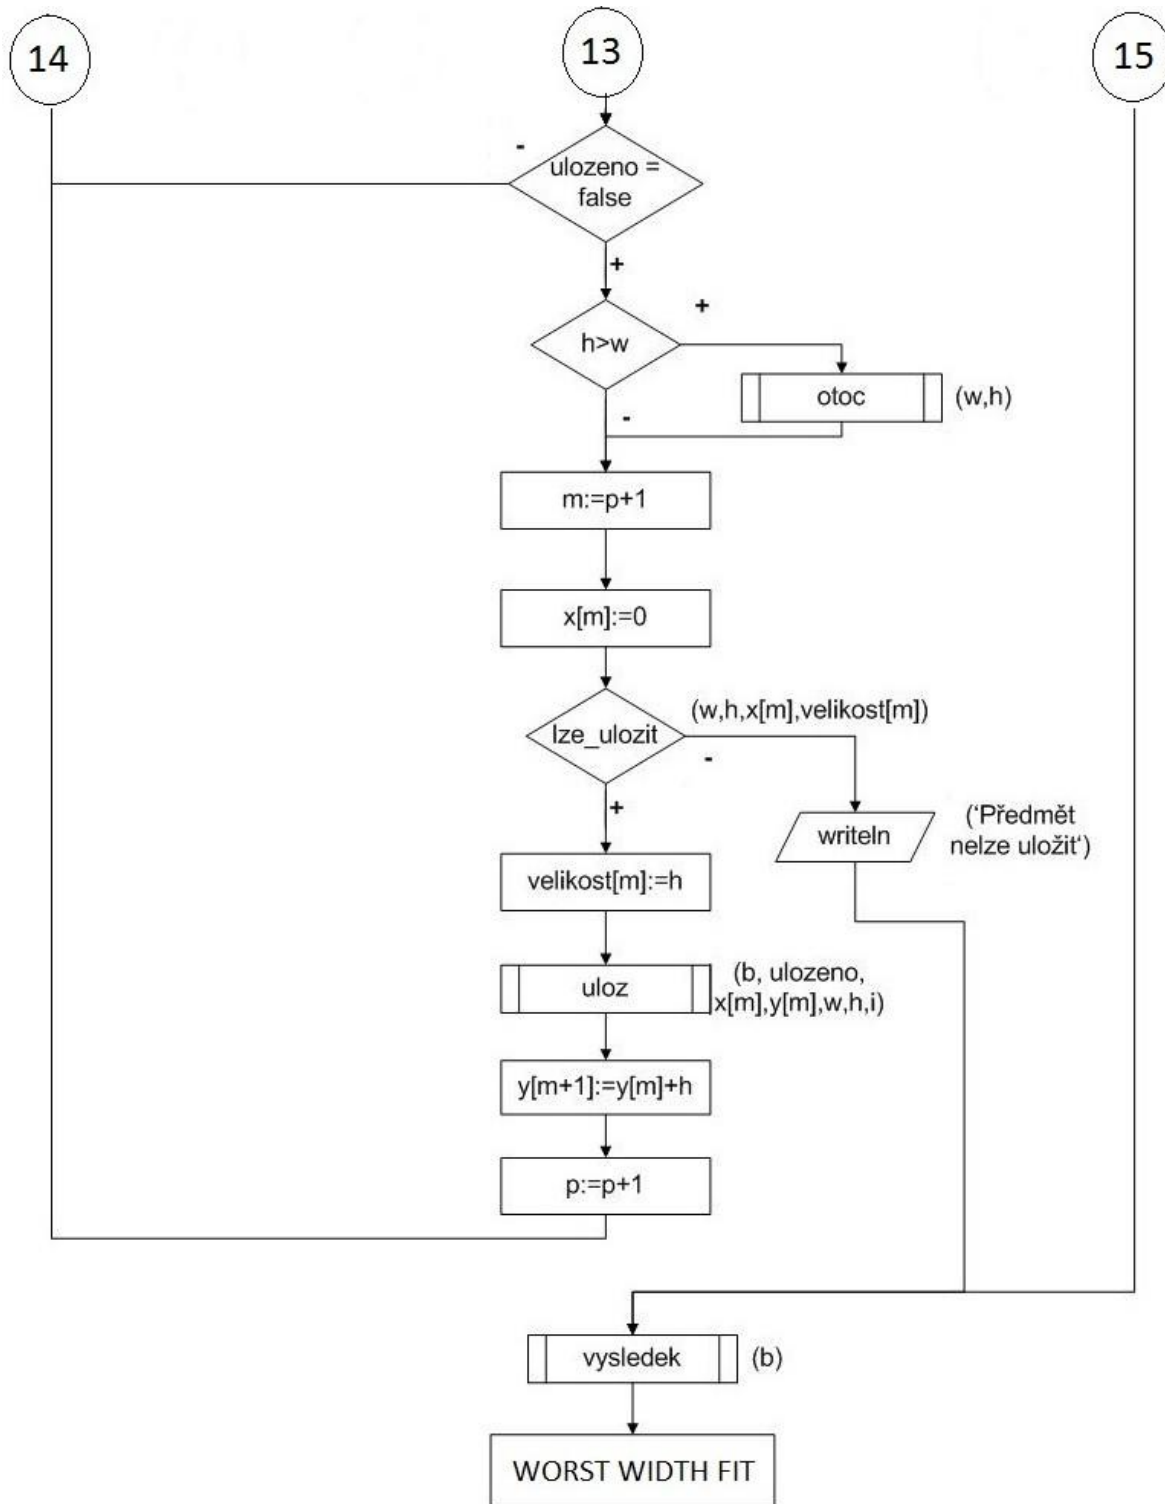 14
13
15
-
ulozeno =
false
+
+
h>w
otoc
(w,h)
-
m:=p+1
x[m]:=0
(w,h,x[m],velikost[m])
lze_ulozit
-
+
writeln
('Předmět
nelze uložit')
velikost[m]:=h
uloz
(b, ulozeno,
x[m],y[m],w,h,i)
y[m+1]:=y[m]+h
p:=p+1
vysledek
(b)
WORST WIDTH FIT